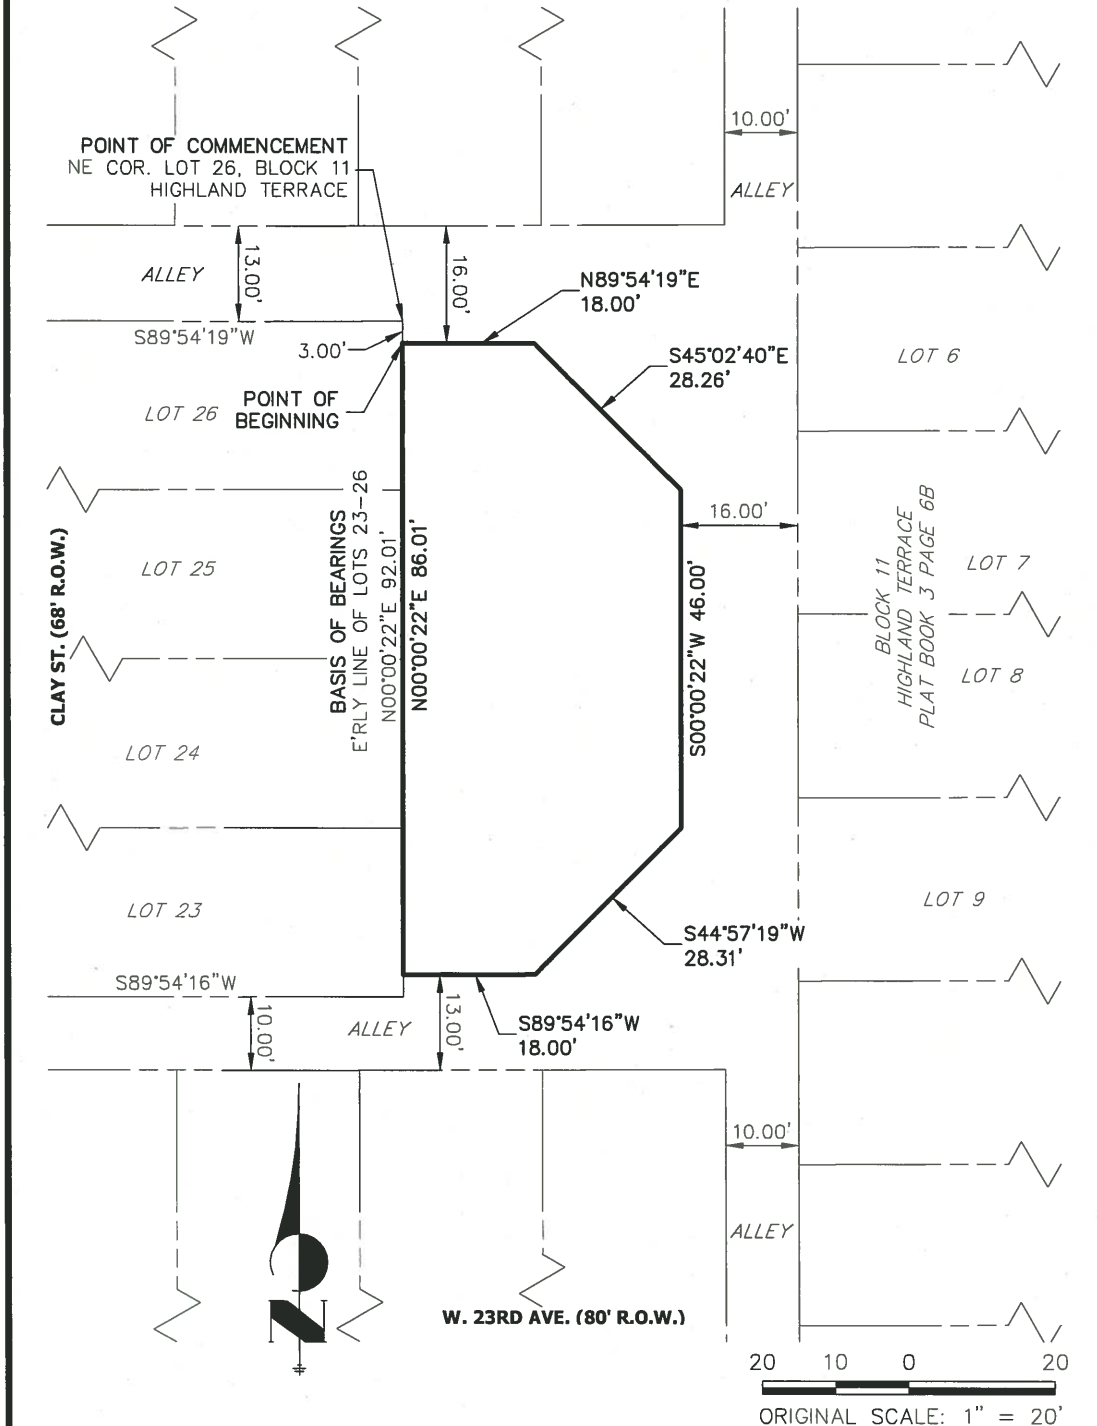 10.00'
POINT OF COMMENCEMENT
NE COR. LOT 26, BLOCK 11
HIGHLAND TERRACE
ALLEY
ALLEY
13.00'
16.00'
N89°54'19"E
18.00'
S89°54'19"W
3.00'
S45°02'40"E
28.26'
LOT 6
LOT 26
POINT OF
BEGINNING
16.00'
CLAY ST. (68' R.O.W.)
LOT 25
BASIS OF BEARINGS
E'RLY LINE OF LOTS 23-26
N00°00'22"E 92.01'
N00°00'22"E 86.01'
S00°00'22"W 46.00'
BLOCK 11
HIGHLAND TERRACE
PLAT BOOK 3 PAGE 6B
LOT 7
LOT 8
LOT 24
LOT 23
LOT 9
S44°57'19"W
28.31'
S89°54'16"W
10.00'
ALLEY
13.00'
S89°54'16"W
18.00'
10.00'
ALLEY
N
W. 23RD AVE. (80' R.O.W.)
20 10 0 20
ORIGINAL SCALE: 1" = 20'